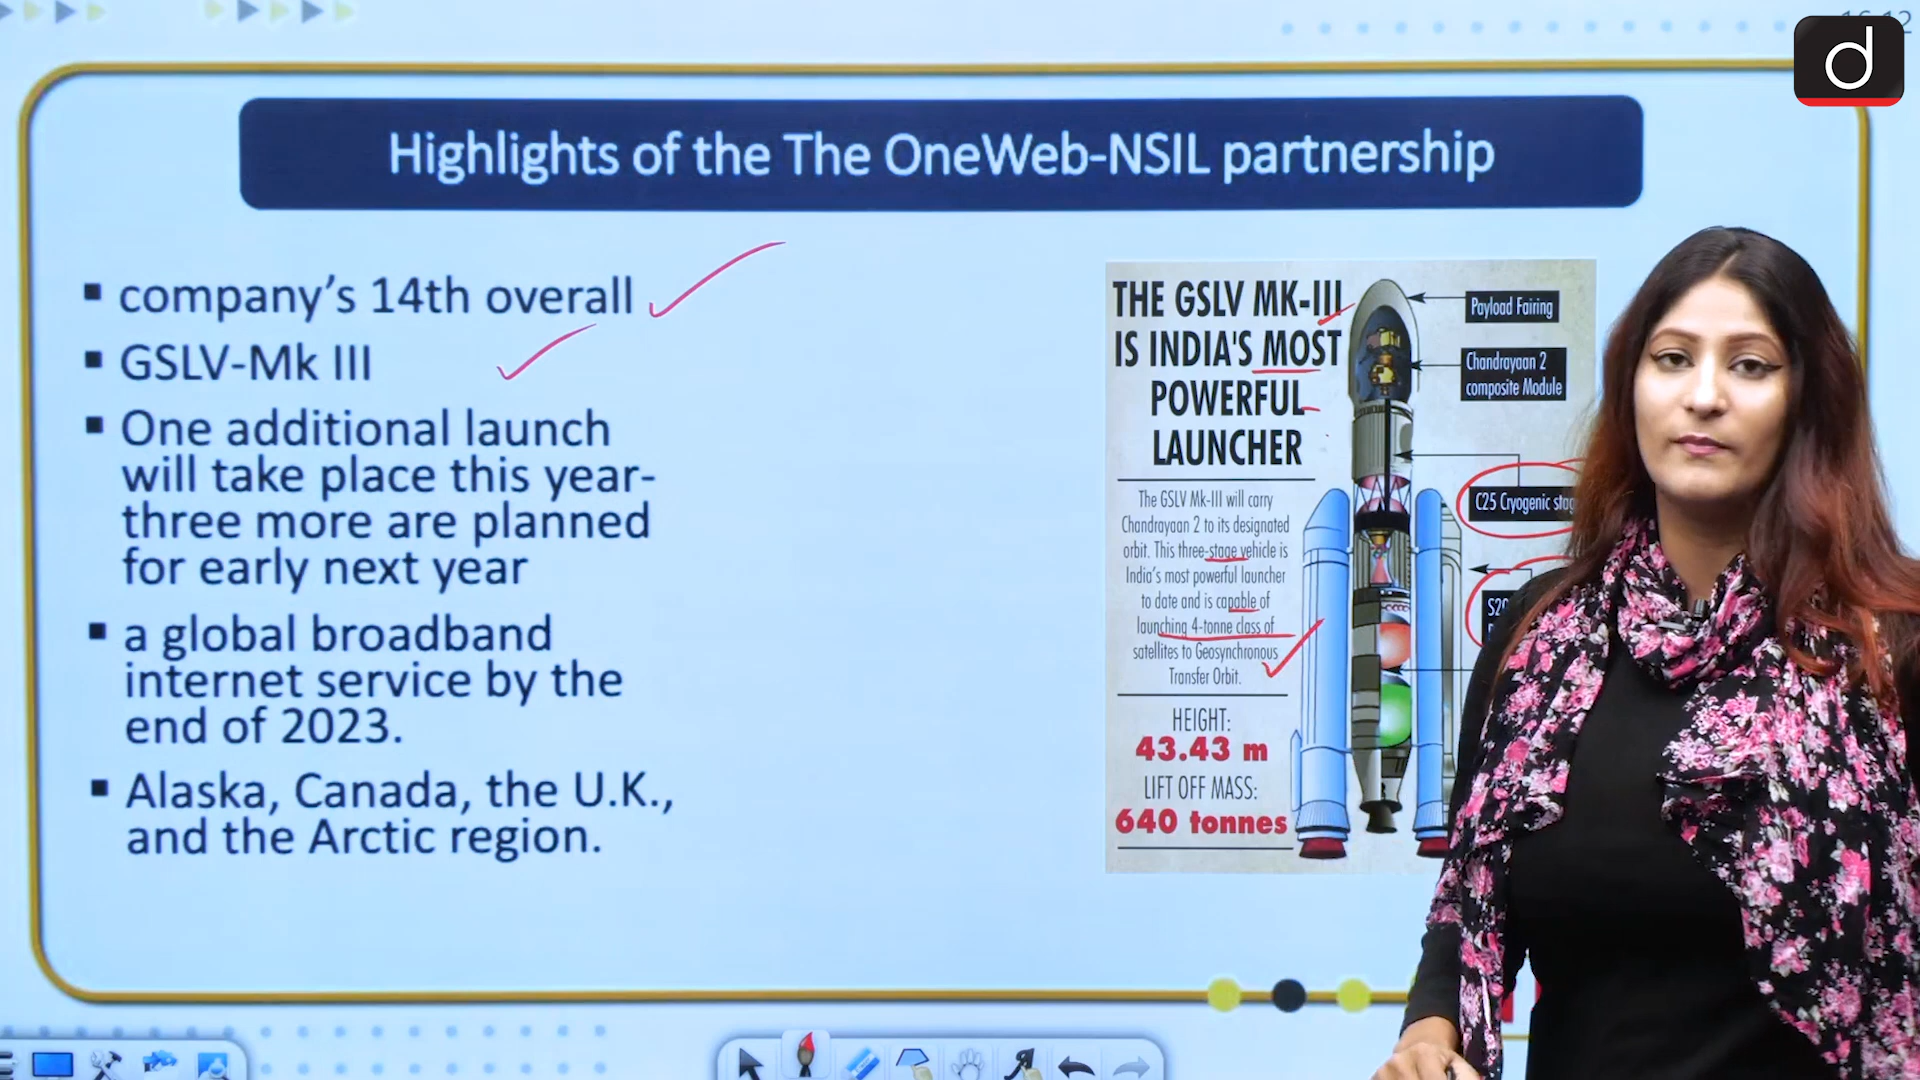 Highlights of the The OneWeb-NSIL partnership
company's 14th overall
GSLV-Mk III
One additional launch
will take place this year-
three more are planned
for early next year
a global broadband
internet service by the
end of 2023.
Alaska, Canada, the U.K.,
and the Arctic region.
THE GSLV MK-III
IS INDIA'S MOST
POWERFUL
LAUNCHER
The GSLV Mk-III will carry
Chandrayaan 2 to its designated
orbit. This three-stage vehicle is
India's most powerful launcher
to date and is capable of
launching 4-tonne class of
satellites to Geosynchronous
Transfer Orbit.
HEIGHT:
43.43 m
LIFT OFF MASS:
640 tonnes
Payload Fairing
Chandrayaan 2
composite Module
C25 Cryogenic
d